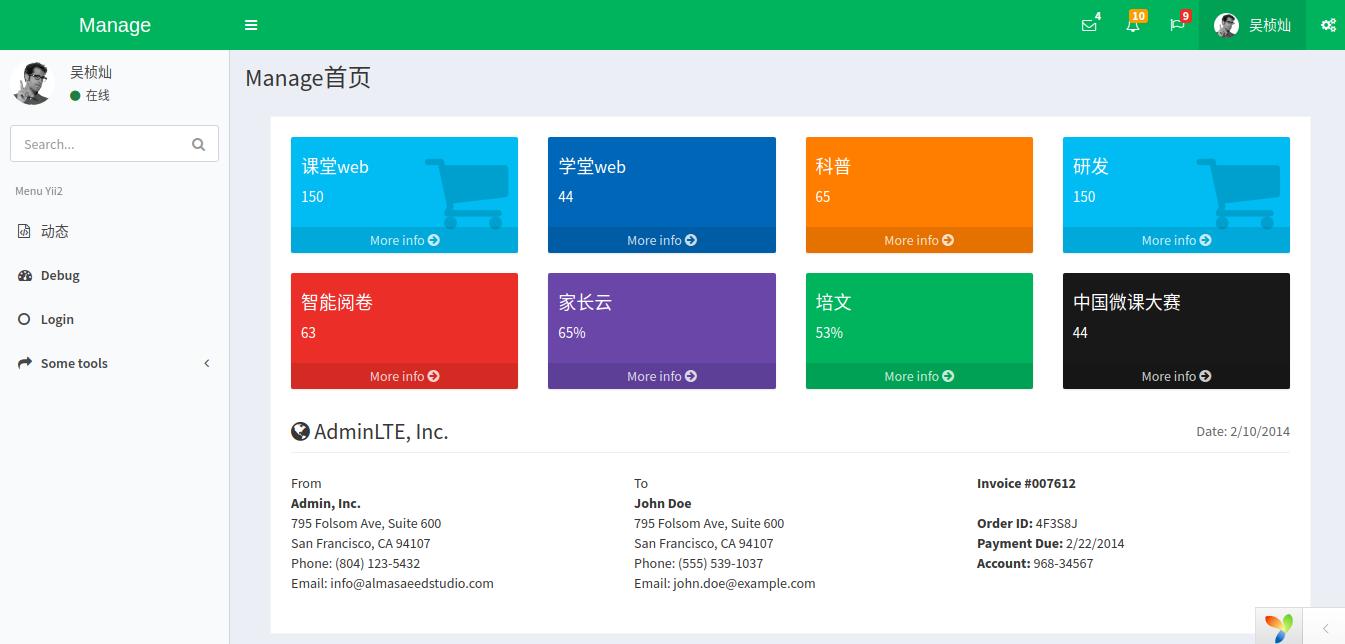 Manage
4
10
9
吴桢灿
吴桢灿
在线
Search...
Menu Yii2
动态
Debug
Login
Some tools
Manage首页
课堂web
150
More info
学堂web
44
More info
科普
65
More info
研发
150
More info
智能阅卷
63
More info
家长云
65%
More info
培文
53%
More info
中国微课大赛
44
More info
AdminLTE, Inc.
Date: 2/10/2014
From
Admin, Inc.
795 Folsom Ave, Suite 600
San Francisco, CA 94107
Phone: (804) 123-5432
Email: info@almasaeedstudio.com
To
John Doe
795 Folsom Ave, Suite 600
San Francisco, CA 94107
Phone: (555) 539-1037
Email: john.doe@example.com
Invoice #007612
Order ID: 4F3S8J
Payment Due: 2/22/2014
Account: 968-34567